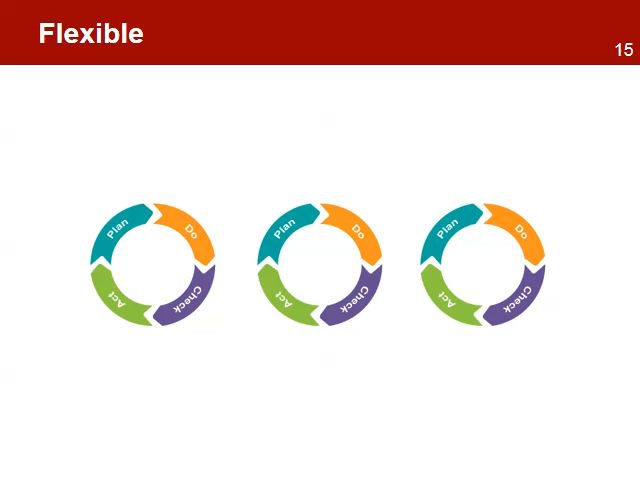 Flexible
15
Plan
Do
Check
Act
Plan
Do
Check
Act
Plan
Do
Check
Act